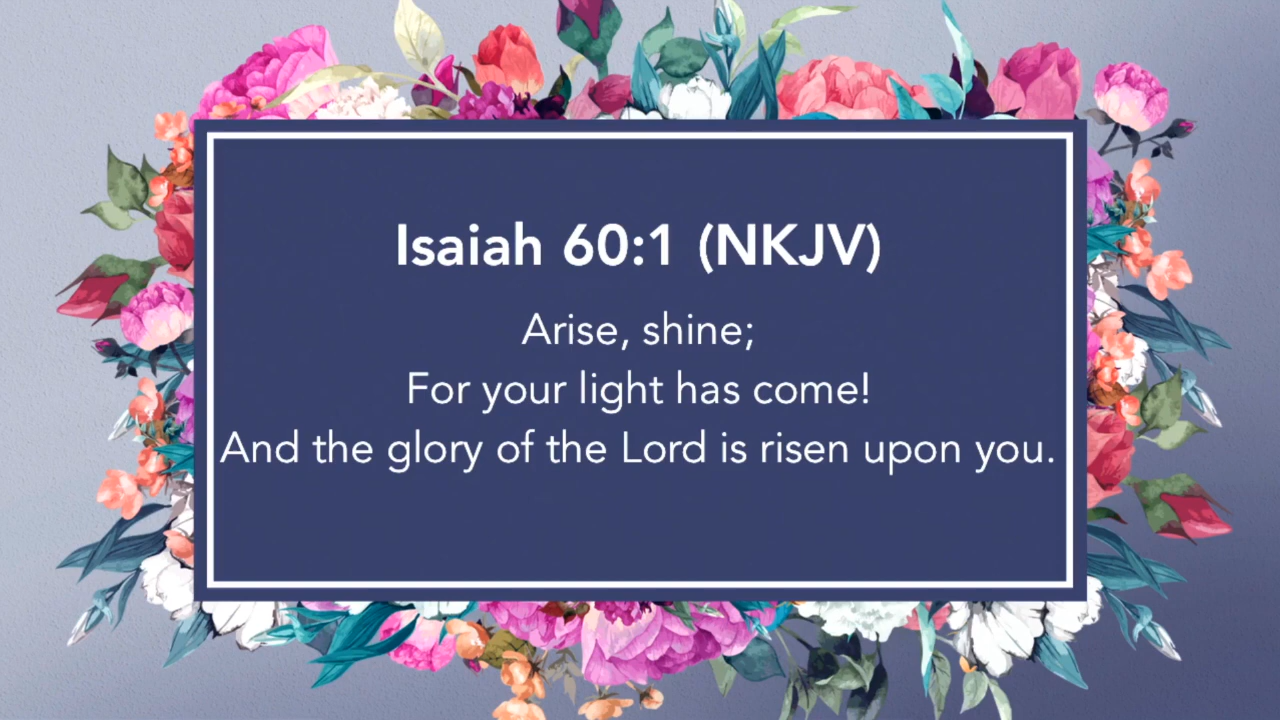 Isaiah 60:1 (NKJV)
Arise, shine;
For your light has come!
And the glory of the Lord is risen upon you.